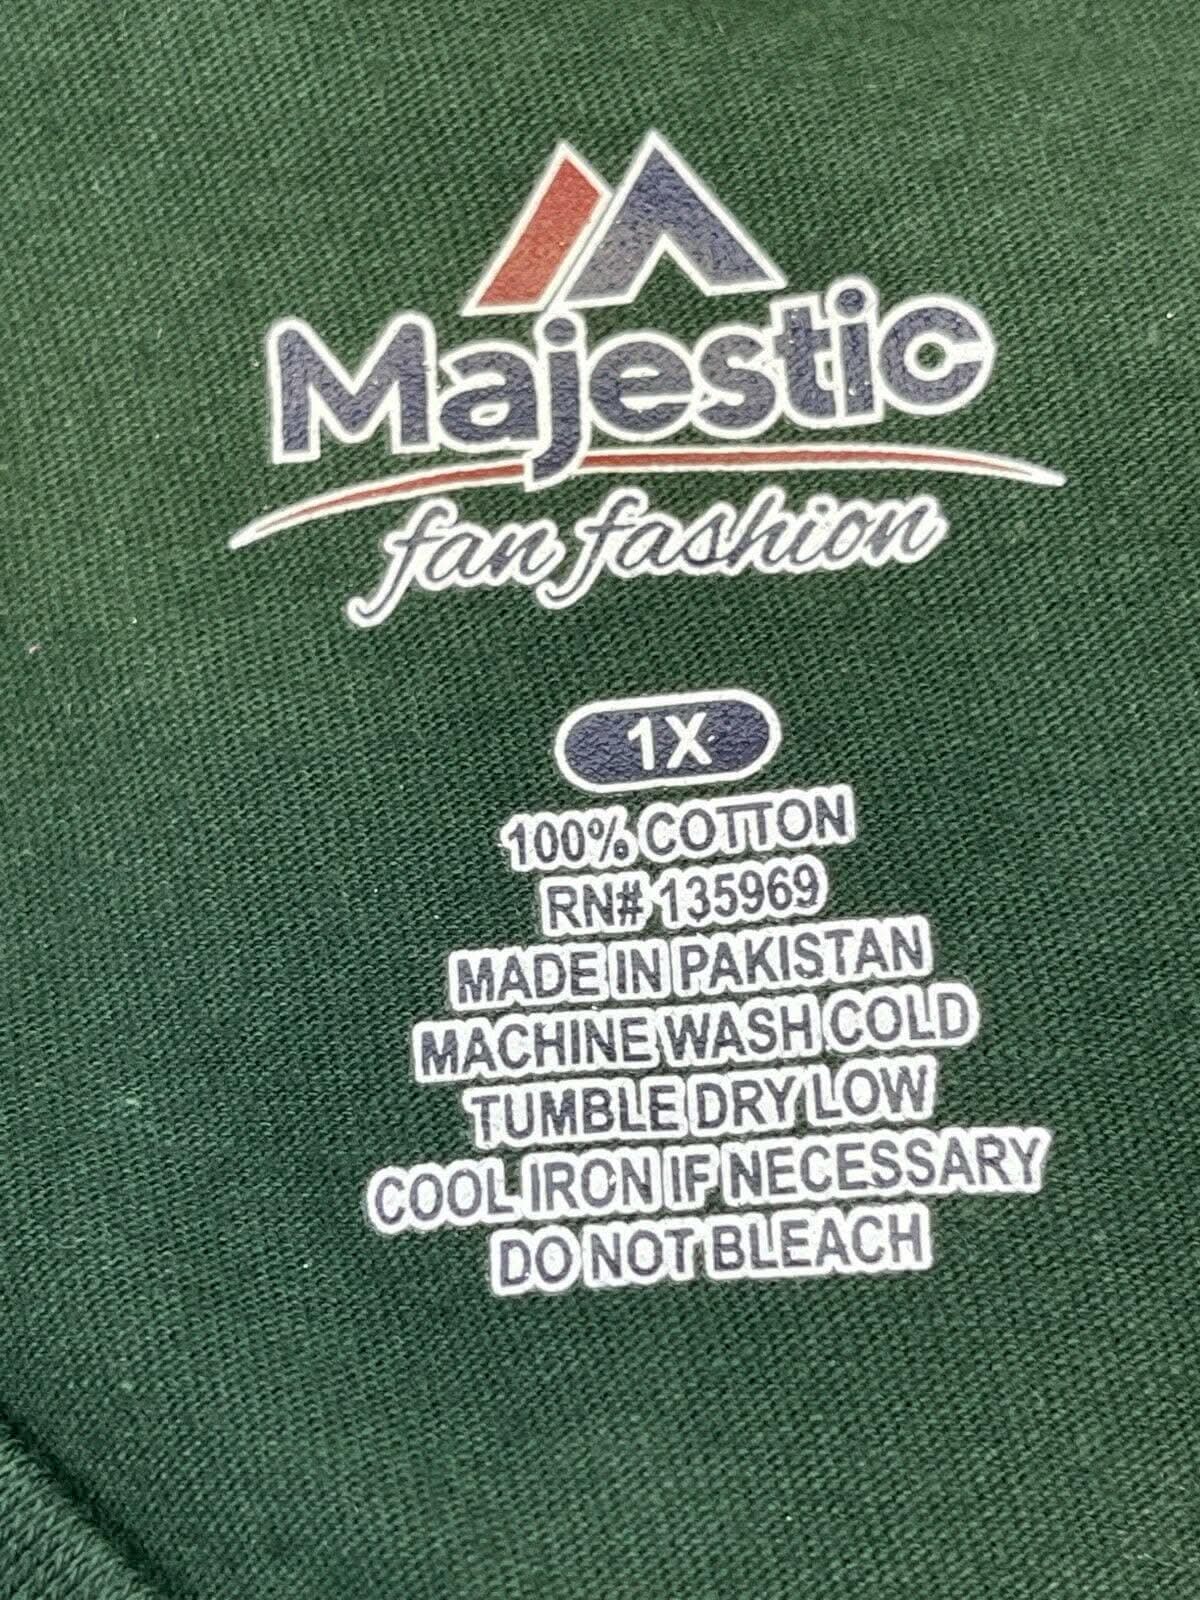 Majestic
fan fashion
1X
100% COTTON
RN# 135969
MADE IN PAKISTAN
MACHINE WASH COLD
TUMBLE DRY LOW
COOL IRON IF NECESSARY
DO NOT BLEACH